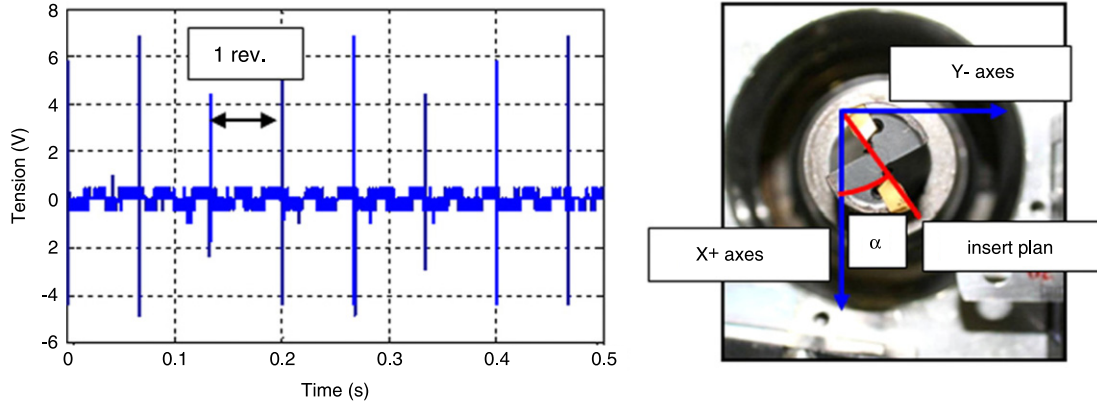 8
6
4
2
0
2
-4
-6
Tension (V)
1 rev.
0
0.1
0.2
0.3
0.4
0.5
Time (s)
Y- axes
X+ axes
α
insert plan